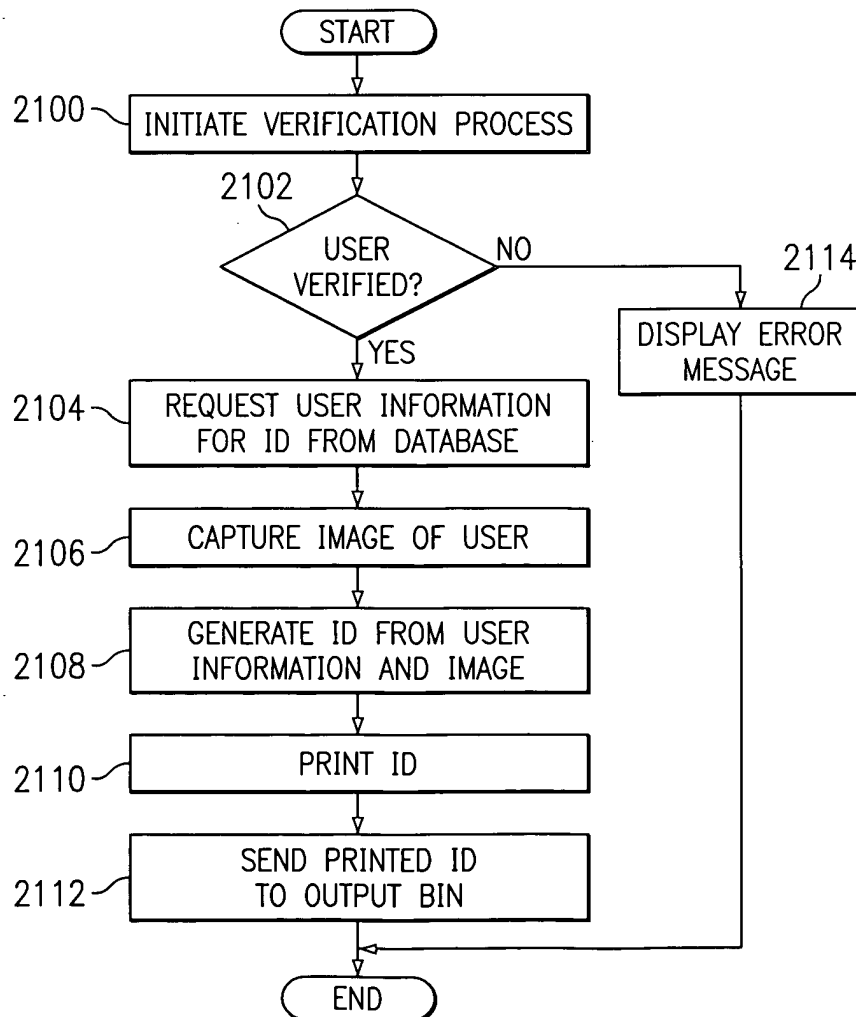 START
2100
INITIATE VERIFICATION PROCESS
2102
USER
VERIFIED?
NO
YES
2114
DISPLAY ERROR
MESSAGE
2104
REQUEST USER INFORMATION
FOR ID FROM DATABASE
2106
CAPTURE IMAGE OF USER
2108
GENERATE ID FROM USER
INFORMATION AND IMAGE
2110
PRINT ID
2112
SEND PRINTED ID
TO OUTPUT BIN
END